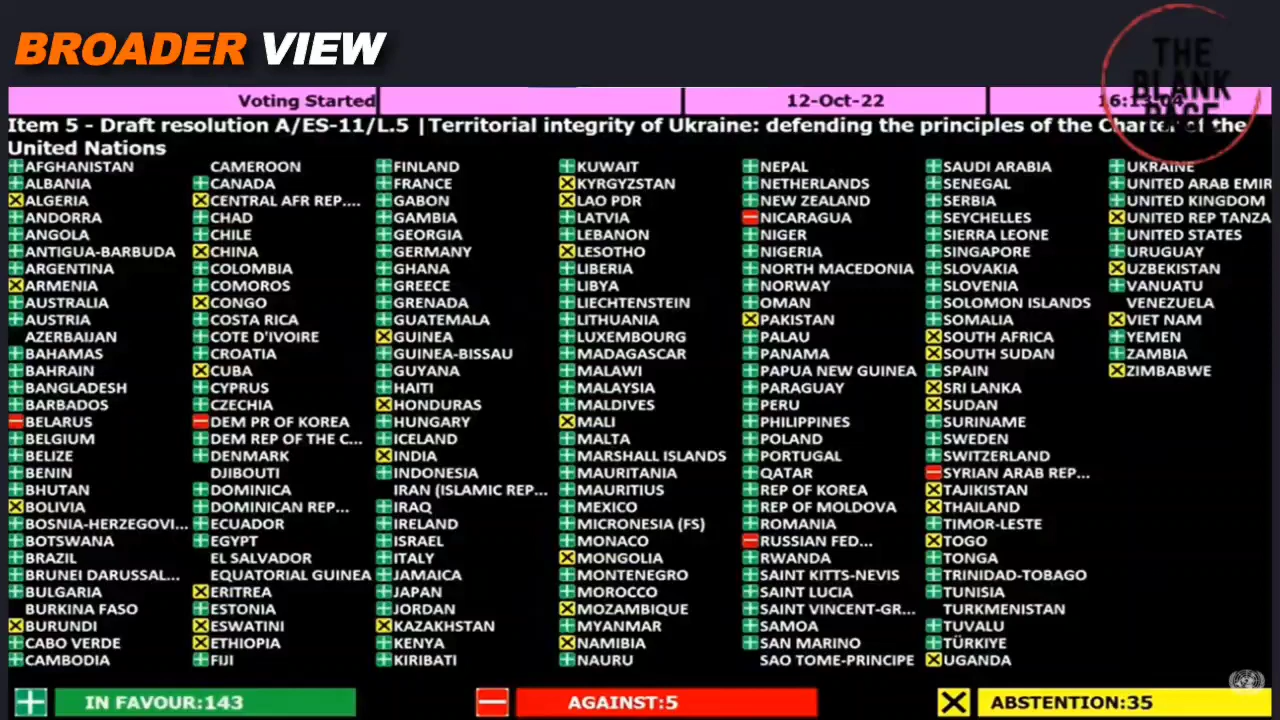 BROADER VIEW
THE
BLANK
PAGE
Voting Started 12-Oct-22 16:13:04
Item 5 - Draft resolution A/ES-11/L.5 |Territorial integrity of Ukraine: defending the principles of the Charter of the
United Nations
AFGHANISTAN CAMEROON FINLAND KUWAIT NEPAL SAUDI ARABIA UKRAINE
ALBANIA CANADA FRANCE KYRGYZSTAN NETHERLANDS SENEGAL UNITED ARAB EMIR
ALGERIA CENTRAL AFR REP.... GABON LAO PDR NEW ZEALAND SERBIA UNITED KINGDOM
ANDORRA CHAD GAMBIA LATVIA NICARAGUA SEYCHELLES UNITED REP TANZA
ANGOLA CHILE GEORGIA LEBANON NIGER SIERRA LEONE UNITED STATES
ANTIGUA-BARBUDA CHINA GERMANY LESOTHO NIGERIA SINGAPORE URUGUAY
ARGENTINA COLOMBIA GHANA LIBERIA NORTH MACEDONIA SLOVAKIA UZBEKISTAN
ARMENIA COMOROS GREECE LIBYA NORWAY SLOVENIA VANUATU
AUSTRALIA CONGO GRENADA LIECHTENSTEIN OMAN SOLOMON ISLANDS VENEZUELA
AUSTRIA COSTA RICA GUATEMALA LITHUANIA PAKISTAN SOMALIA VIET NAM
AZERBAIJAN COTE D'IVOIRE GUINEA LUXEMBOURG PALAU SOUTH AFRICA YEMEN
BAHAMAS CROATIA GUINEA-BISSAU MADAGASCAR PANAMA SOUTH SUDAN ZAMBIA
BAHRAIN CUBA GUYANA MALAWI PAPUA NEW GUINEA SPAIN ZIMBABWE
BANGLADESH CYPRUS HAITI MALAYSIA PARAGUAY SRI LANKA
BARBADOS CZECHIA HONDURAS MALDIVES PERU SUDAN
BELARUS DEM PR OF KOREA HUNGARY MALI PHILIPPINES SURINAME
BELGIUM DEM REP OF THE C... ICELAND MALTA POLAND SWEDEN
BELIZE DENMARK INDIA MARSHALL ISLANDS PORTUGAL SWITZERLAND
BENIN DJIBOUTI INDONESIA MAURITANIA QATAR SYRIAN ARAB REP...
BHUTAN DOMINICA IRAN (ISLAMIC REP... MAURITIUS REP OF KOREA TAJIKISTAN
BOLIVIA DOMINICAN REP... IRAQ MEXICO REP OF MOLDOVA THAILAND
BOSNIA-HERZEGOVI... ECUADOR IRELAND MICRONESIA (FS) ROMANIA TIMOR-LESTE
BOTSWANA EGYPT ISRAEL MONACO RUSSIAN FED... TOGO
BRAZIL EL SALVADOR ITALY MONGOLIA RWANDA TONGA
BRUNEI DARUSSAL... EQUATORIAL GUINEA JAMAICA MONTENEGRO SAINT KITTS-NEVIS TRINIDAD-TOBAGO
BULGARIA ERITREA JAPAN MOROCCO SAINT LUCIA TUNISIA
BURKINA FASO ESTONIA JORDAN MOZAMBIQUE SAINT VINCENT-GR... TURKMENISTAN
BURUNDI ESWATINI KAZAKHSTAN MYANMAR SAMOA TUVALU
CABO VERDE ETHIOPIA KENYA NAMIBIA SAN MARINO TÜRKIYE
CAMBODIA FIJI KIRIBATI NAURU SAO TOME-PRINCIPE UGANDA
IN FAVOUR:143 AGAINST:5 ABSTENTION:35